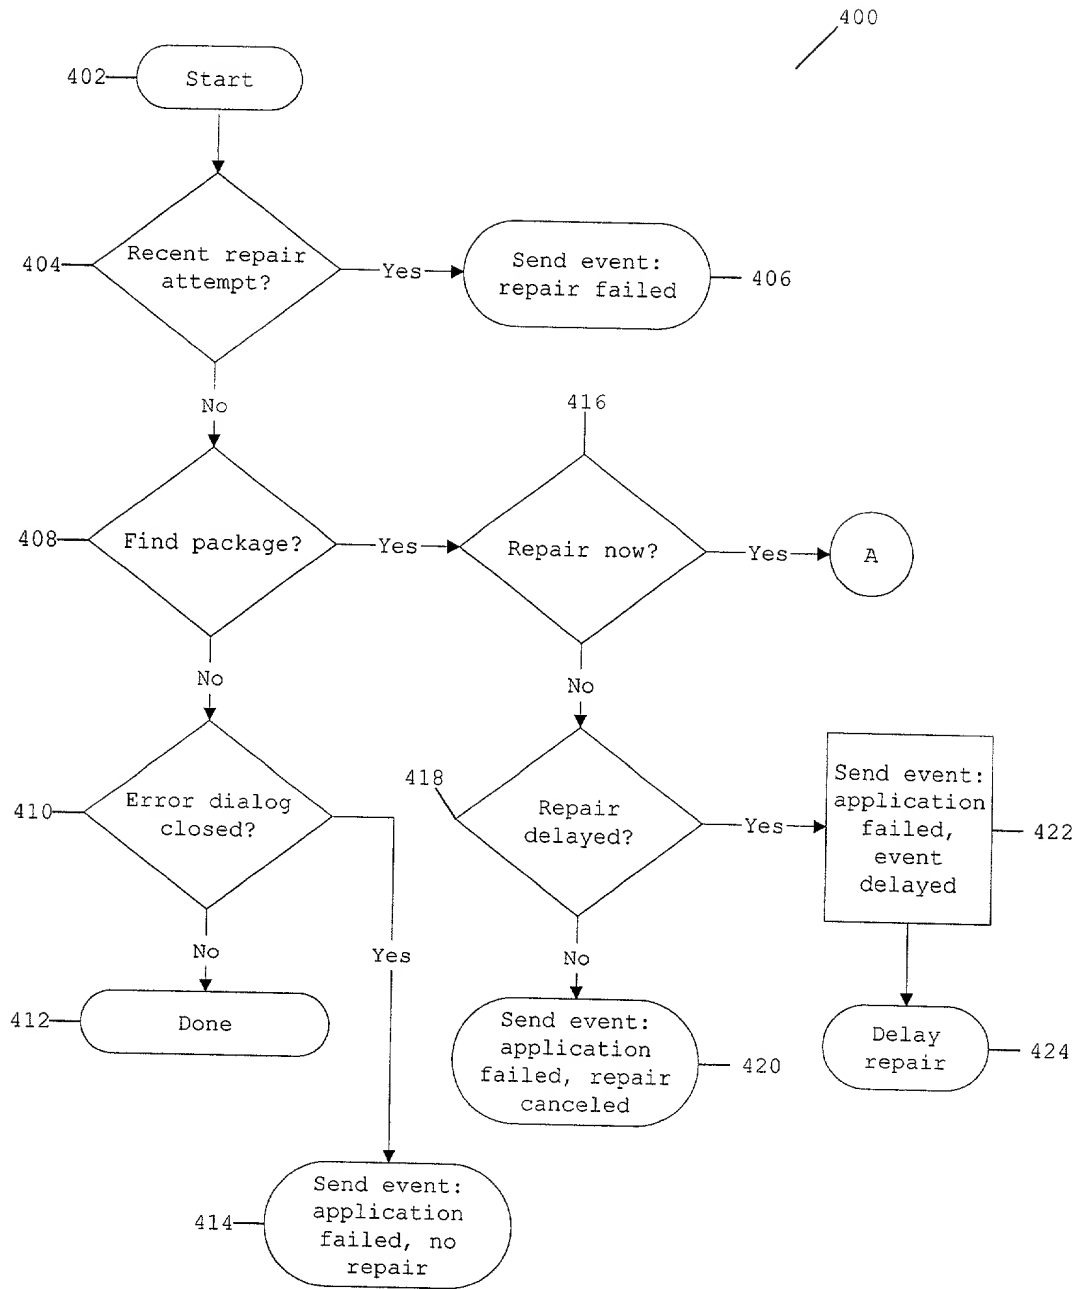 400
402
Start
404
Recent repair
attempt?
Yes
Send event:
repair failed
406
No
416
408
Find package?
Yes
Repair now?
Yes
A
No
No
410
Error dialog
closed?
418
Repair
delayed?
Yes
Send event:
application
failed,
event
delayed
422
No
Yes
No
412
Done
Send event:
application
failed, repair
canceled
420
Delay
repair
424
414
Send event:
application
failed, no
repair